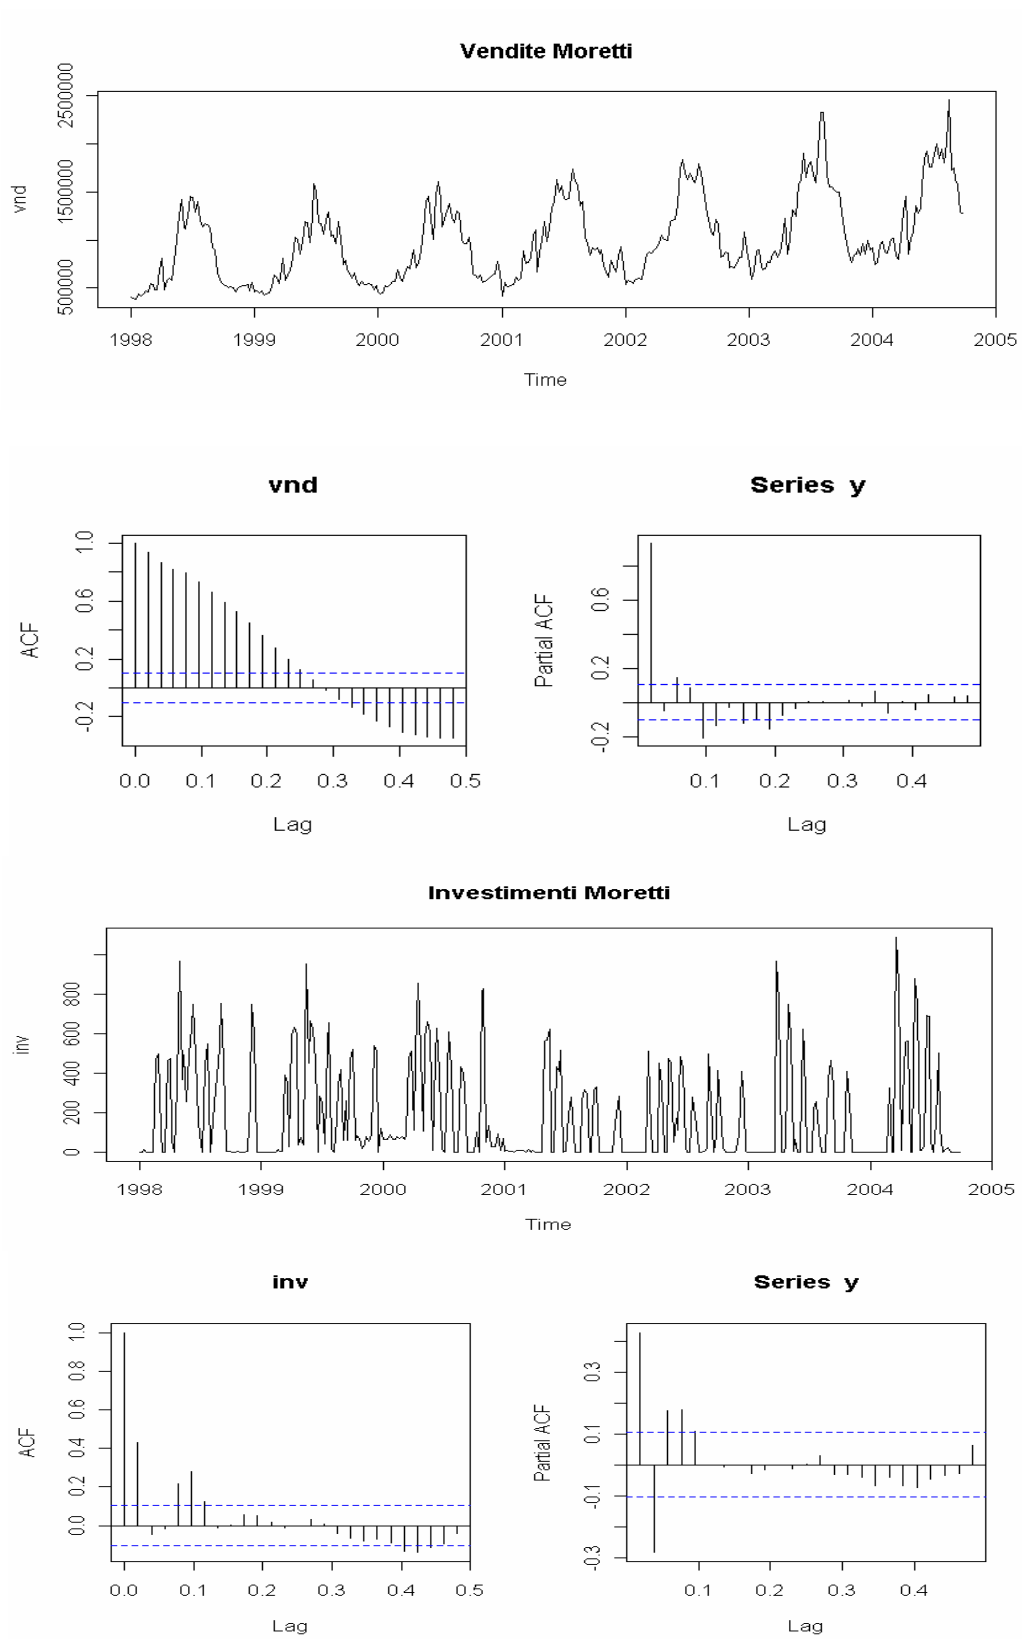 Vendite Moretti
vnd
2500000
1500000
500000
1998 1999 2000 2001 2002 2003 2004 2005
Time
vnd
ACF
1.0
0.6
0.2
-0.2
0.0 0.1 0.2 0.3 0.4 0.5
Lag
Series y
Partial ACF
0.6
0.2
-0.2
0.1 0.2 0.3 0.4
Lag
Investimenti Moretti
inv
800
600
400
200
0
1998 1999 2000 2001 2002 2003 2004 2005
Time
inv
ACF
1.0
0.8
0.6
0.4
0.2
0.0
0.0 0.1 0.2 0.3 0.4 0.5
Lag
Series y
Partial ACF
0.3
0.1
-0.1
-0.3
0.1 0.2 0.3 0.4
Lag